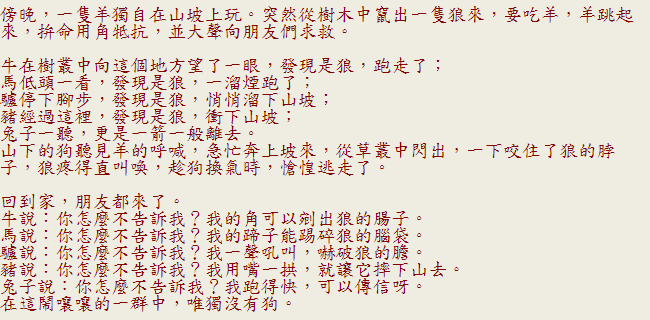 傍晚，一隻羊獨自在山坡上玩。突然從樹木中竄出一隻狼來，要吃羊，羊跳起
來，拚命用角牴抗，並大聲向朋友們求救。
牛在樹叢中向這個地方望了一眼，發現是狼，跑走了；
馬低頭一看，發現是狼，一溜煙跑了；
驢停下腳步，發現是狼，悄悄溜下山坡；
豬經過這裡，發現是狼，衝下山坡；
兔子一聽，更是一箭一般離去。
山下的狗聽見羊的呼喊，急忙奔上坡來，從草叢中閃出，一下咬住了狼的脖
子，狼疼得直叫喚，趁狗換氣時，愴惶逃走了。
回到家，朋友都來了。
牛說：你怎麼不告訴我？我的角可以剜出狼的腸子。
馬說：你怎麼不告訴我？我的蹄子能踢碎狼的腦袋。
驢說：你怎麼不告訴我？我一聲吼叫，嚇破狼的膽。
豬說：你怎麼不告訴我？我用嘴一拱，就讓它摔下山去。
兔子說：你怎麼不告訴我？我跑得快，可以傳信呀。
在這鬧嚷嚷的一群中，唯獨沒有狗。